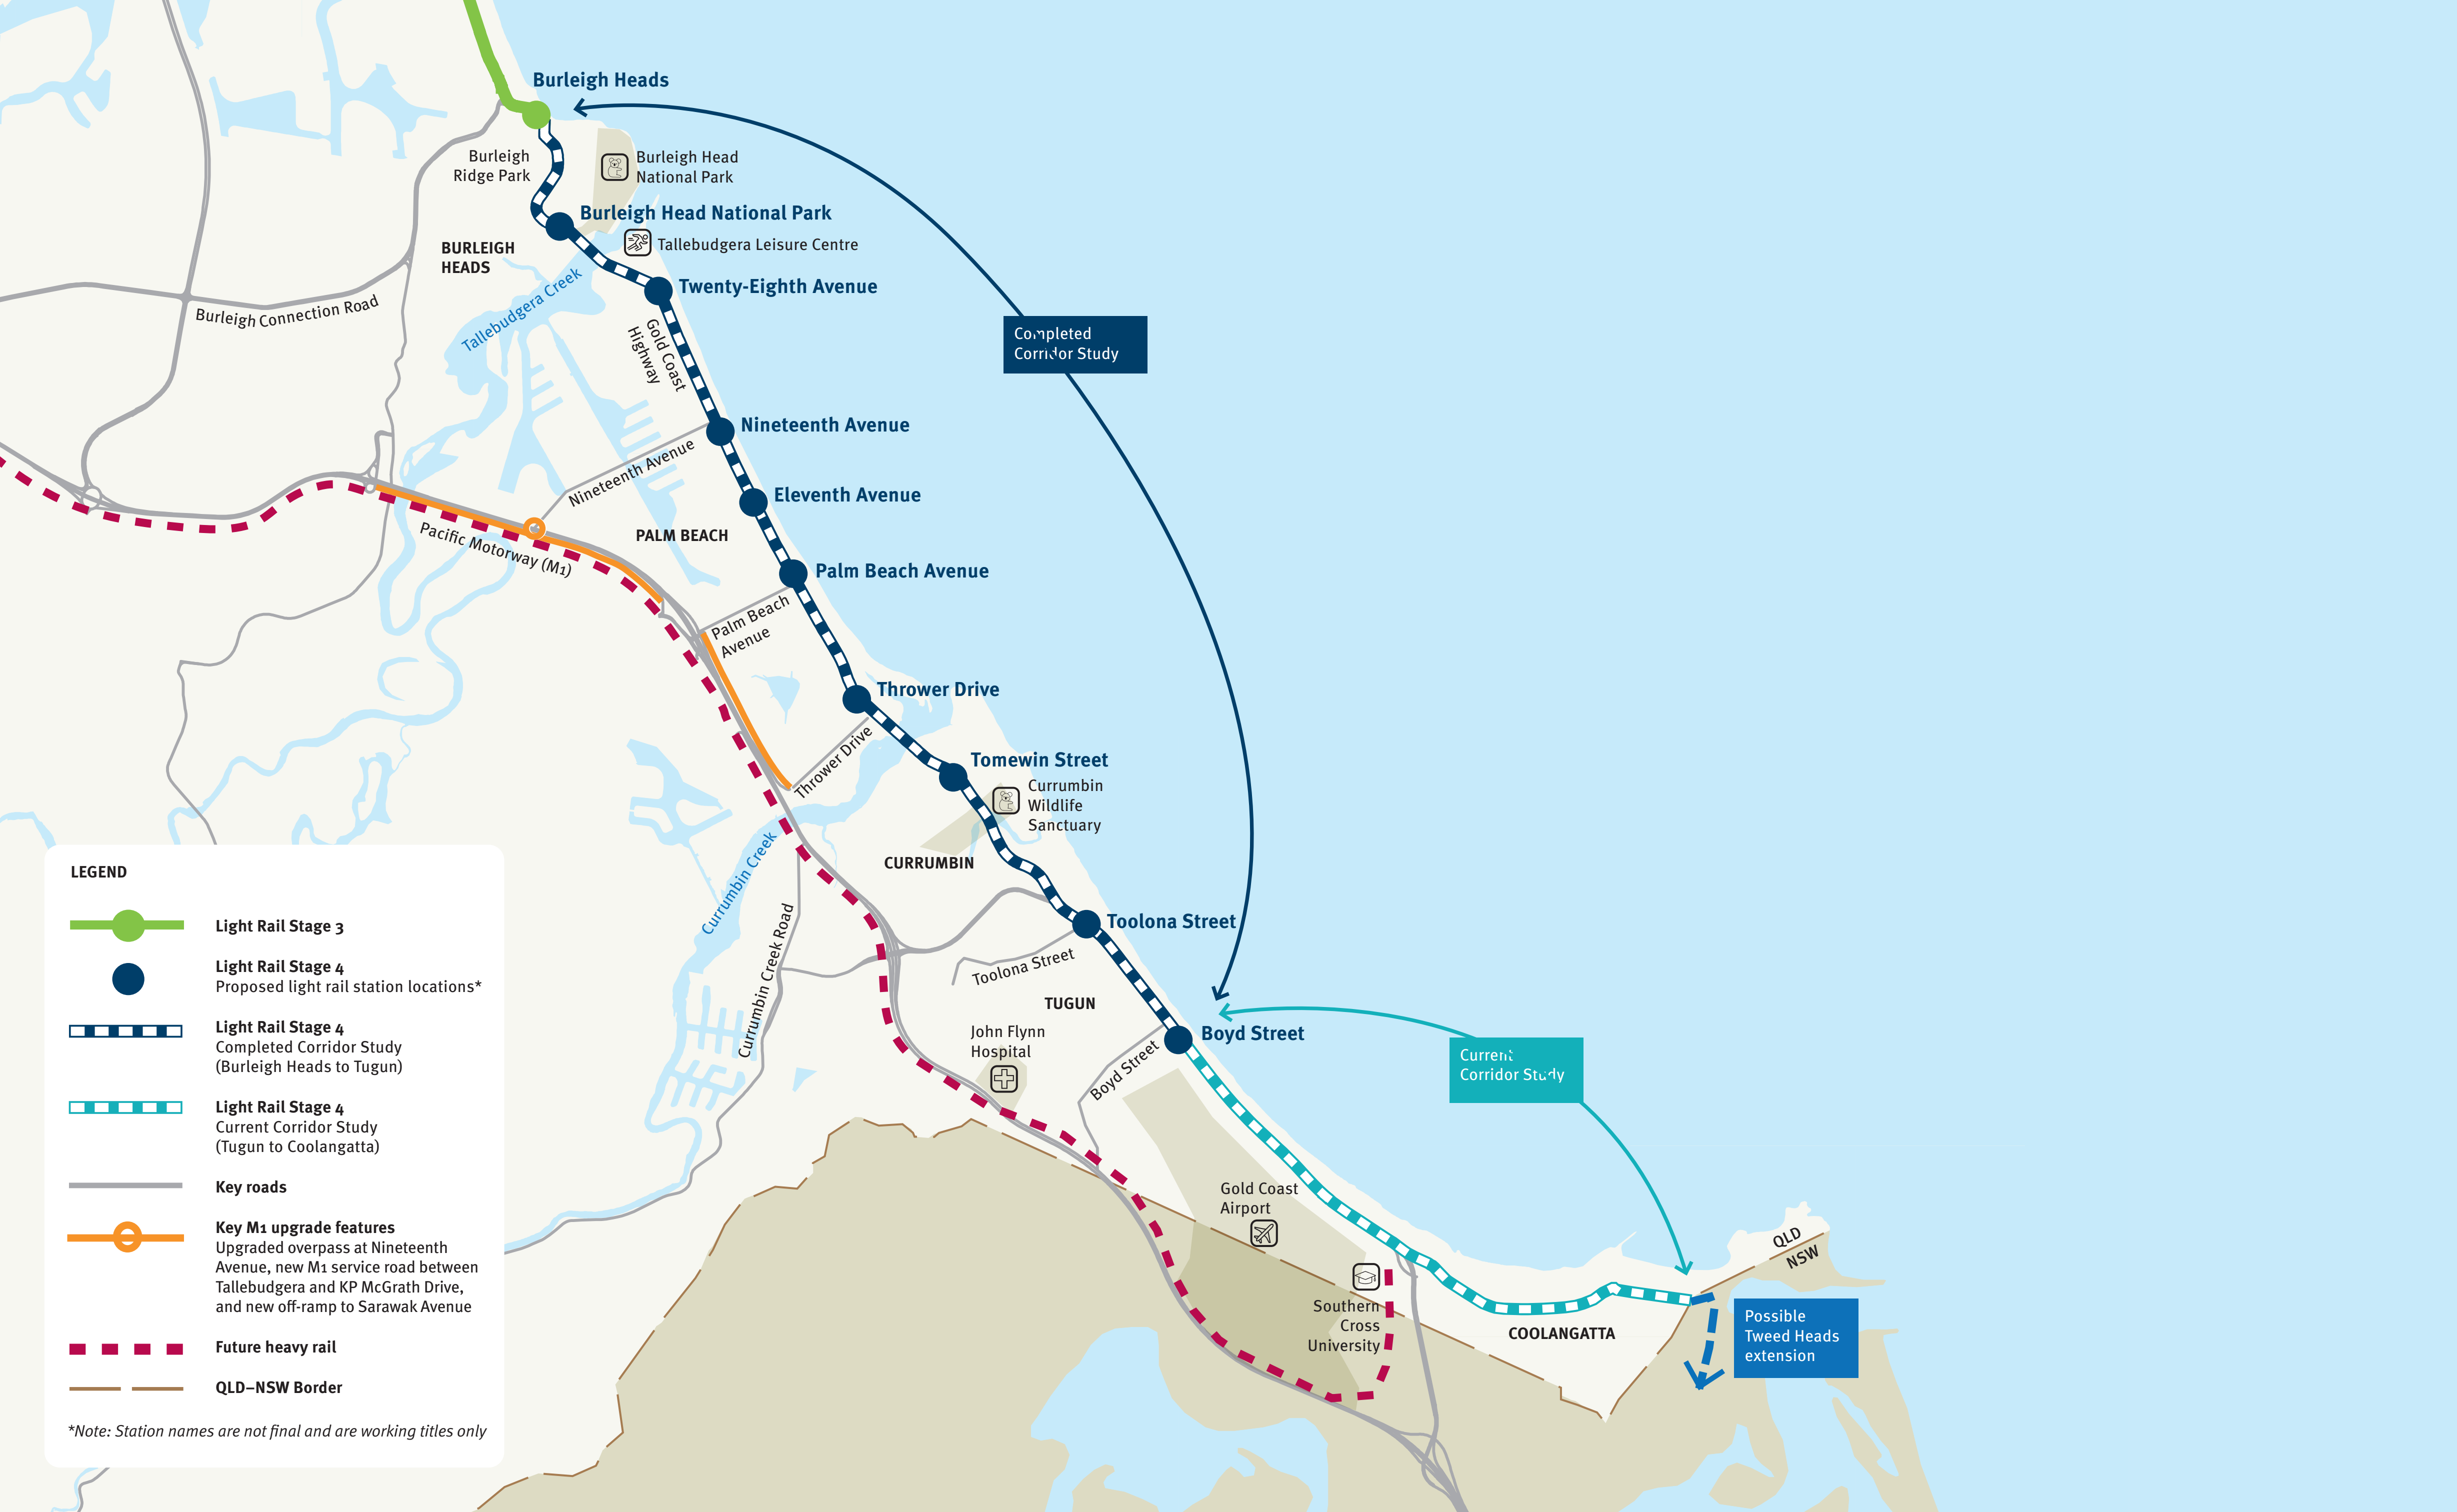 Burleigh Heads
Burleigh
Ridge Park
Burleigh Head
National Park
Burleigh Head National Park
BURLEIGH
HEADS
Tallebudgera Leisure Centre
Tallebudgera Creek
Twenty-Eighth Avenue
Burleigh Connection Road
Gold Coast
Highway
Completed
Corridor Study
Nineteenth Avenue
Nineteenth Avenue
Eleventh Avenue
Pacific Motorway (M1)
PALM BEACH
Palm Beach Avenue
Palm Beach
Avenue
Thrower Drive
Thrower Drive
Tomewin Street
Currumbin
Wildlife
Sanctuary
CURRUMBIN
Currumbin Creek
Currumbin Creek Road
Toolona Street
Toolona Street
TUGUN
John Flynn
Hospital
Boyd Street
Boyd Street
Current
Corridor Study
Gold Coast
Airport
Southern
Cross
University
COOLANGATTA
QLD
NSW
Possible
Tweed Heads
extension
LEGEND
Light Rail Stage 3
Light Rail Stage 4
Proposed light rail station locations*
Light Rail Stage 4
Completed Corridor Study
(Burleigh Heads to Tugun)
Light Rail Stage 4
Current Corridor Study
(Tugun to Coolangatta)
Key roads
Key M1 upgrade features
Upgraded overpass at Nineteenth
Avenue, new M1 service road between
Tallebudgera and KP McGrath Drive,
and new off-ramp to Sarawak Avenue
Future heavy rail
QLD–NSW Border
*Note: Station names are not final and are working titles only